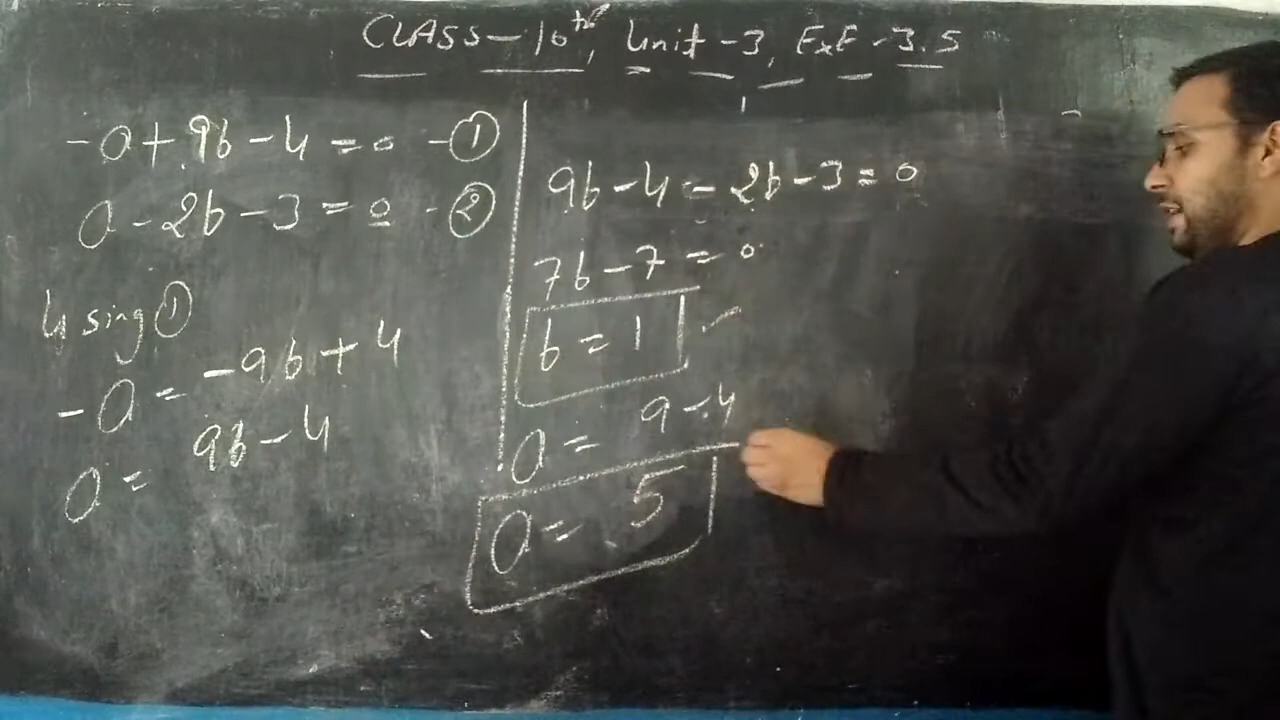 CLASS-10th, Unit-3, ExE-3.5
-a+9b-4=0 -①
a-2b-3=0 -②
Using ①
-a=-9b+4
a=9b-4
9b-4-2b-3=0
7b-7=0
b=1
a=9-4
a=5